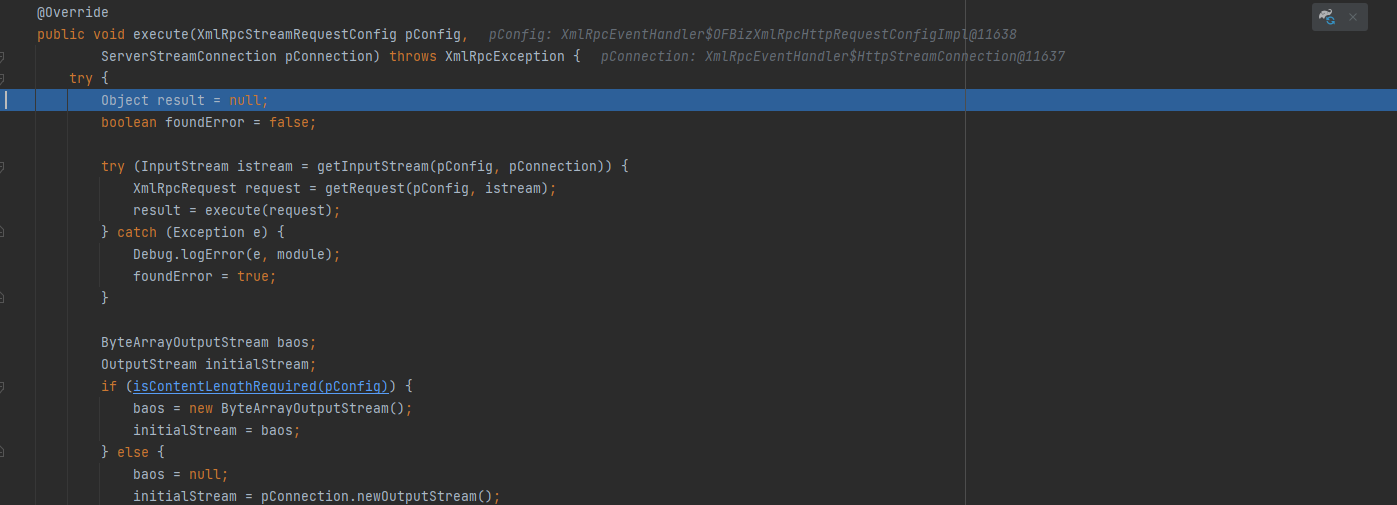 @Override
public void execute(XmlRpcStreamRequestConfig pConfig,  pConfig: XmlRpcEventHandler$OFBizXmlRpcHttpRequestConfigImpl@11638
        ServerStreamConnection pConnection) throws XmlRpcException {  pConnection: XmlRpcEventHandler$HttpStreamConnection@11637
    try {
        Object result = null;
        boolean foundError = false;

        try (InputStream istream = getInputStream(pConfig, pConnection)) {
            XmlRpcRequest request = getRequest(pConfig, istream);
            result = execute(request);
        } catch (Exception e) {
            Debug.logError(e, module);
            foundError = true;
        }

        ByteArrayOutputStream baos;
        OutputStream initialStream;
        if (isContentLengthRequired(pConfig)) {
            baos = new ByteArrayOutputStream();
            initialStream = baos;
        } else {
            baos = null;
            initialStream = pConnection.newOutputStream();